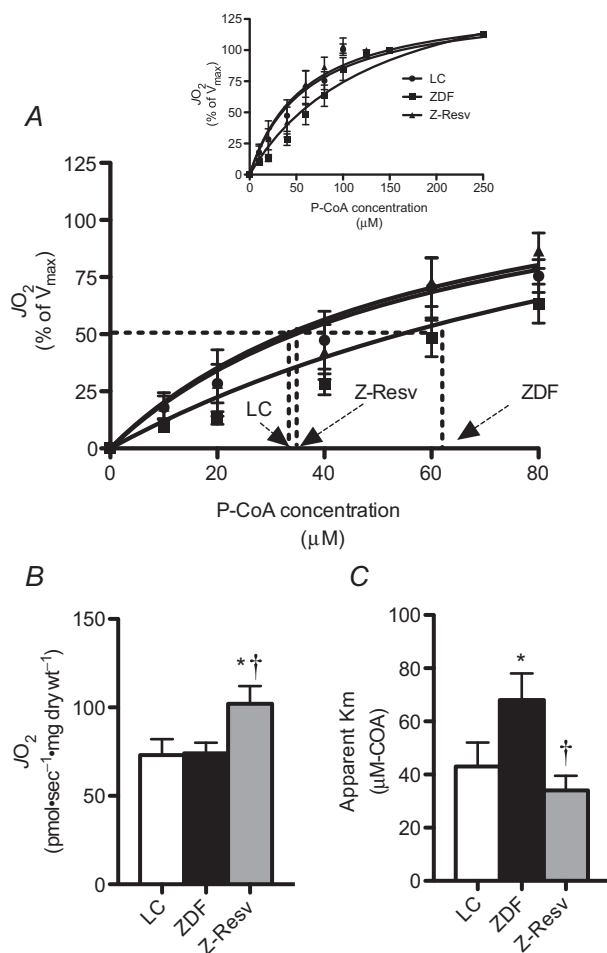 125
100
75
50
25
0
JO2
(% of Vmax)
LC
ZDF
Z-Resv
0 50 100 150 200 250
P-CoA concentration
(μM)
A
125
100
75
50
25
0
JO2
(% of Vmax)
LC
Z-Resv
ZDF
0 20 40 60 80
P-CoA concentration
(μM)
B
150
100
50
0
JO2
(pmol•sec−1•mg dry wt−1)
*†
LC ZDF Z-Resv
C
100
80
60
40
20
0
Apparent Km
(μM-COA)
*
†
LC ZDF Z-Resv